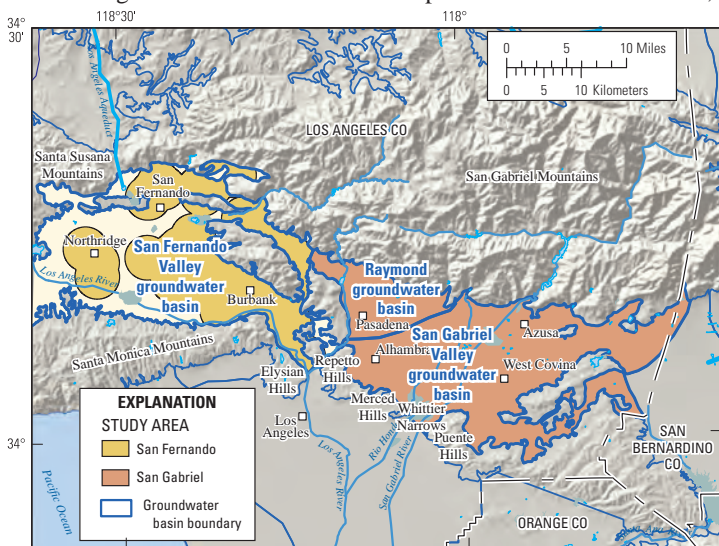 118°30'
118°
34°
30'
0 5 10 Miles
0 5 10 Kilometers
Los Angeles Aqueduct
LOS ANGELES CO
Santa Susana
Mountains
San
Fernando
San Gabriel Mountains
Northridge
San Fernando
Valley
groundwater
basin
Los Angeles River
Burbank
Raymond
groundwater
basin
Pasadena
Azusa
San Gabriel
Valley
groundwater
basin
Alhambra
West Covina
Santa Monica Mountains
Repetto
Hills
Elysian
Hills
Merced
Hills
Whittier
Narrows
Los
Angeles
Puente
Hills
Rio Hondo
Los Angeles
River
San Gabriel River
34°
SAN
BERNARDINO
CO
ORANGE CO
Pacific Ocean
EXPLANATION
STUDY AREA
San Fernando
San Gabriel
Groundwater
basin boundary